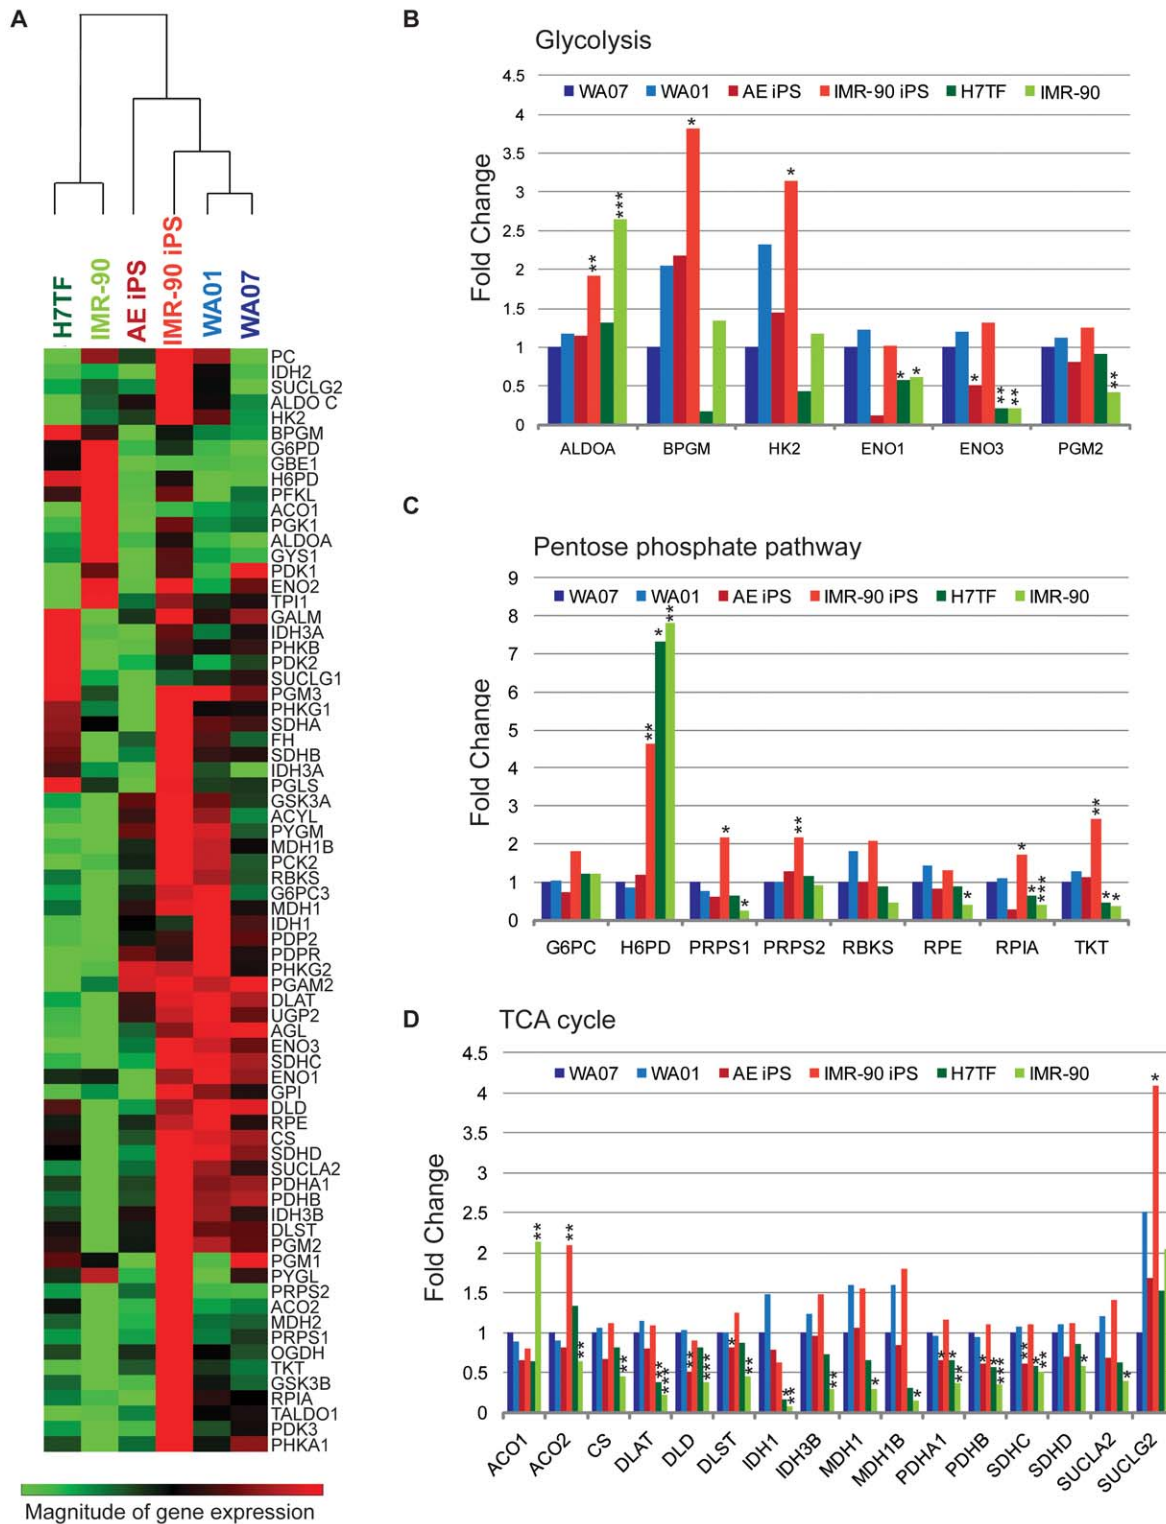 A
H7TF
IMR-90
AE iPS
IMR-90 iPS
WA01
WA07
PC
IDH2
SUCLG2
ALDO C
HK2
BPGM
G6PD
GBE1
H6PD
PFKL
ACO1
PGK1
ALDOA
GYS1
PDK1
ENO2
TPI1
GALM
IDH3A
PHKB
PDK2
SUCLG1
PGM3
PHKG1
SDHA
FH
SDHB
IDH3A
PGLS
GSK3A
ACYL
PYGM
MDH1B
PCK2
RBKS
G6PC3
MDH1
IDH1
PDP2
PDPR
PHKG2
PGAM2
DLAT
UGP2
AGL
ENO3
SDHC
ENO1
GPI
DLD
RPE
CS
SDHD
SUCLA2
PDHA1
PDHB
IDH3B
DLST
PGM2
PGM1
PYGL
PRPS2
ACO2
MDH2
PRPS1
OGDH
TKT
GSK3B
RPIA
TALDO1
PDK3
PHKA1
Magnitude of gene expression
B
Glycolysis
Fold Change
4.5
4
3.5
3
2.5
2
1.5
1
0.5
0
WA07 WA01 AE iPS IMR-90 iPS H7TF IMR-90
*** ** * * * * * ** ** **
ALDOA BPGM HK2 ENO1 ENO3 PGM2
C
Pentose phosphate pathway
Fold Change
9
8
7
6
5
4
3
2
1
0
WA07 WA01 AE iPS IMR-90 iPS H7TF IMR-90
** * ** * * ** * * ** *** ** * *
G6PC H6PD PRPS1 PRPS2 RBKS RPE RPIA TKT
D
TCA cycle
Fold Change
4.5
4
3.5
3
2.5
2
1.5
1
0.5
0
WA07 WA01 AE iPS IMR-90 iPS H7TF IMR-90
ACO1 ACO2 CS DLAT DLD DLST IDH1 IDH3B MDH1 MDH1B PDHA1 PDHB SDHC SDHD SUCLA2 SUCLG2